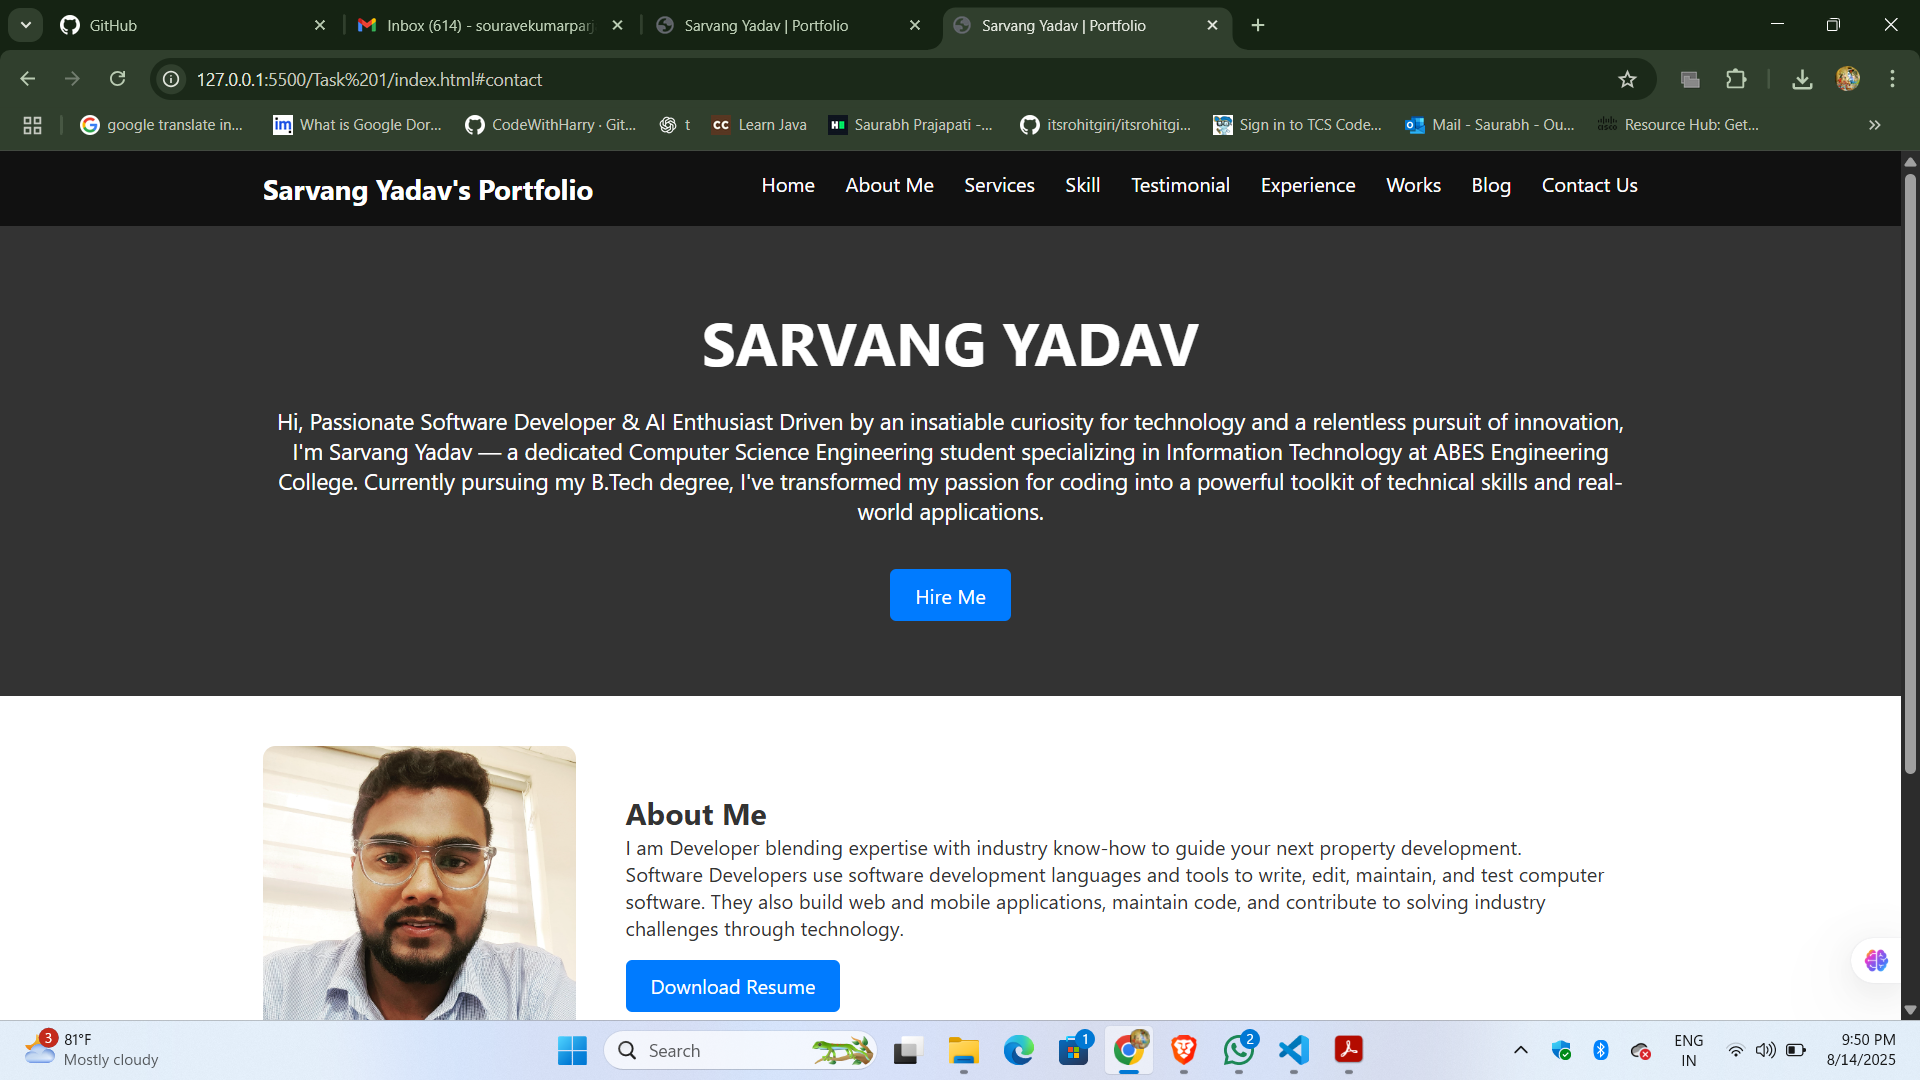 GitHub
Inbox (614) - souravekumarparj
Sarvang Yadav | Portfolio
Sarvang Yadav | Portfolio
127.0.0.1:5500/Task%201/index.html#contact
google translate in...
What is Google Dor...
CodeWithHarry · Git...
t
Learn Java
Saurabh Prajapati -...
itsrohitgiri/itsrohitgi...
Sign in to TCS Code...
Mail - Saurabh - Ou...
Resource Hub: Get...
Sarvang Yadav's Portfolio
Home
About Me
Services
Skill
Testimonial
Experience
Works
Blog
Contact Us
SARVANG YADAV
Hi, Passionate Software Developer & AI Enthusiast Driven by an insatiable curiosity for technology and a relentless pursuit of innovation,
I'm Sarvang Yadav — a dedicated Computer Science Engineering student specializing in Information Technology at ABES Engineering
College. Currently pursuing my B.Tech degree, I've transformed my passion for coding into a powerful toolkit of technical skills and real-
world applications.
Hire Me
About Me
I am Developer blending expertise with industry know-how to guide your next property development.
Software Developers use software development languages and tools to write, edit, maintain, and test computer
software. They also build web and mobile applications, maintain code, and contribute to solving industry
challenges through technology.
Download Resume
3
81°F
Mostly cloudy
Search
1
2
ENG
IN
9:50 PM
8/14/2025